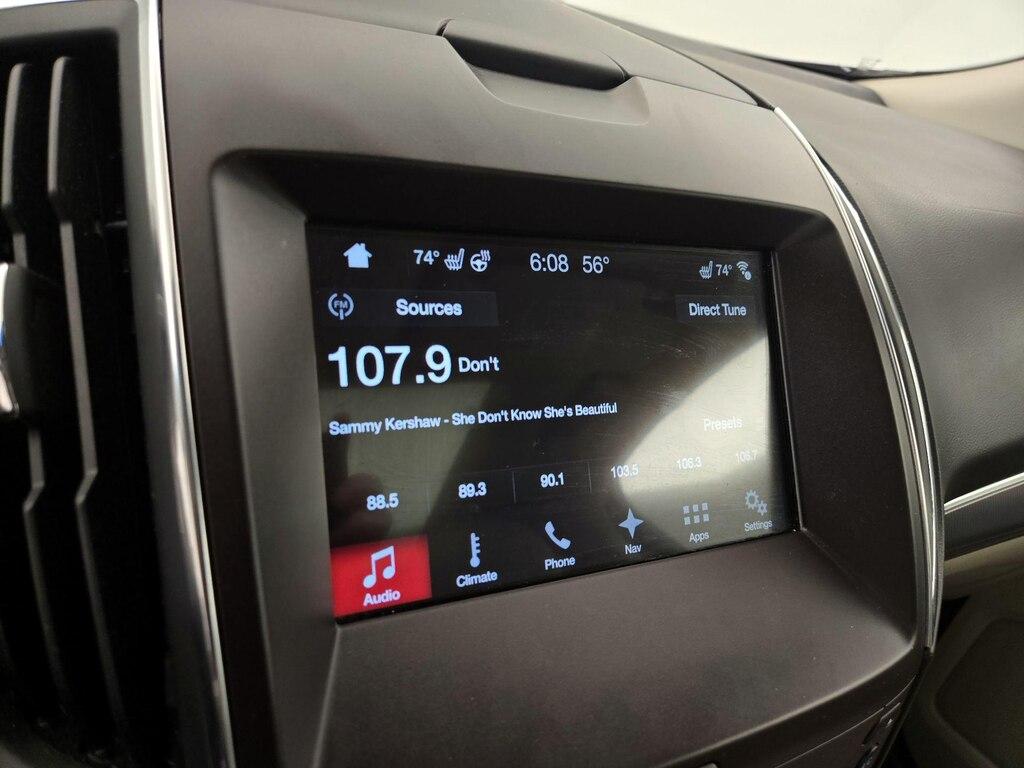 74° 6:08 56° 74°
FM Sources Direct Tune
107.9 Don't
Sammy Kershaw - She Don't Know She's Beautiful
Presets
88.5 89.3 90.1 103.5 106.3 106.7
Audio Climate Phone Nav Apps Settings